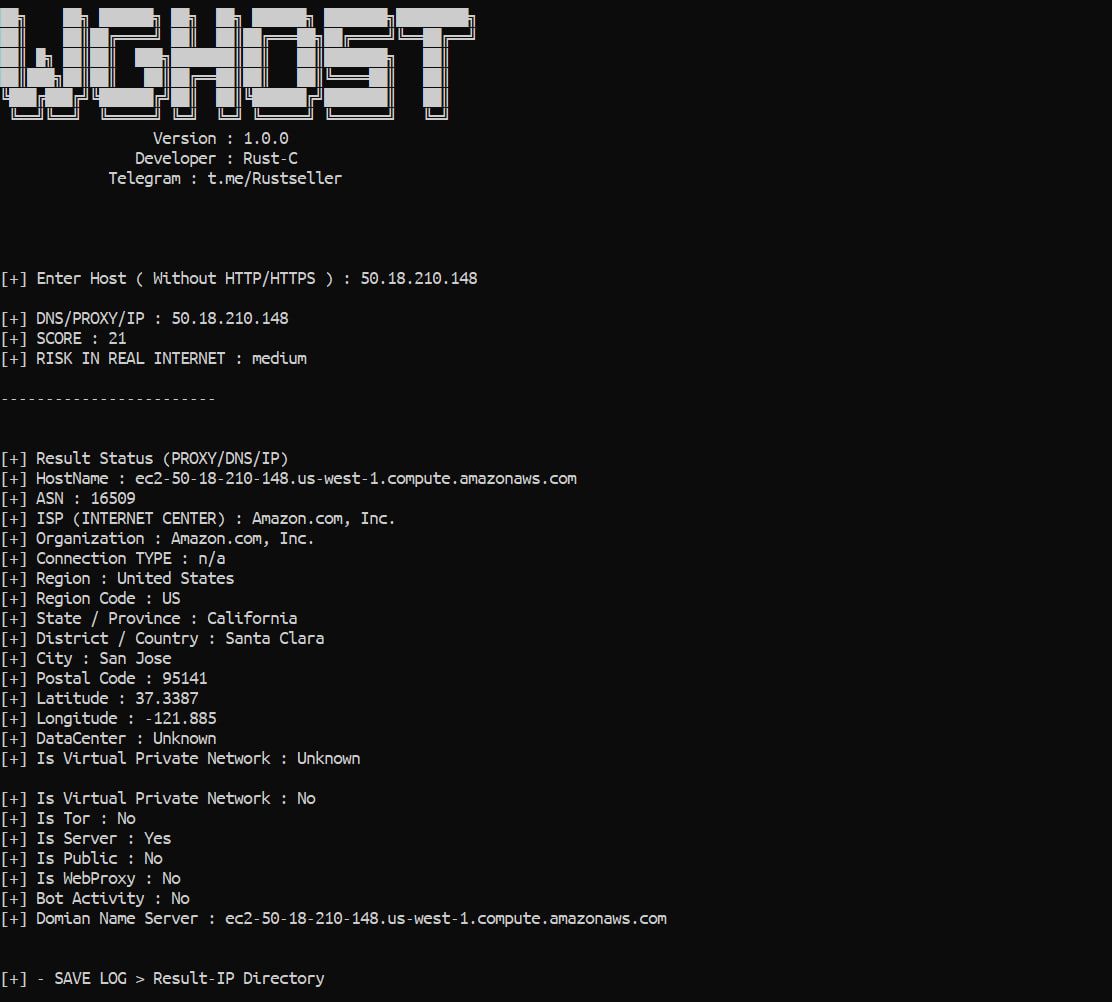 WGHOST
Version : 1.0.0
Developer : Rust-C
Telegram : t.me/Rustseller
[+] Enter Host ( Without HTTP/HTTPS ) : 50.18.210.148
[+] DNS/PROXY/IP : 50.18.210.148
[+] SCORE : 21
[+] RISK IN REAL INTERNET : medium
------------------------
[+] Result Status (PROXY/DNS/IP)
[+] HostName : ec2-50-18-210-148.us-west-1.compute.amazonaws.com
[+] ASN : 16509
[+] ISP (INTERNET CENTER) : Amazon.com, Inc.
[+] Organization : Amazon.com, Inc.
[+] Connection TYPE : n/a
[+] Region : United States
[+] Region Code : US
[+] State / Province : California
[+] District / Country : Santa Clara
[+] City : San Jose
[+] Postal Code : 95141
[+] Latitude : 37.3387
[+] Longitude : -121.885
[+] DataCenter : Unknown
[+] Is Virtual Private Network : Unknown
[+] Is Virtual Private Network : No
[+] Is Tor : No
[+] Is Server : Yes
[+] Is Public : No
[+] Is WebProxy : No
[+] Bot Activity : No
[+] Domian Name Server : ec2-50-18-210-148.us-west-1.compute.amazonaws.com
[+] - SAVE LOG > Result-IP Directory